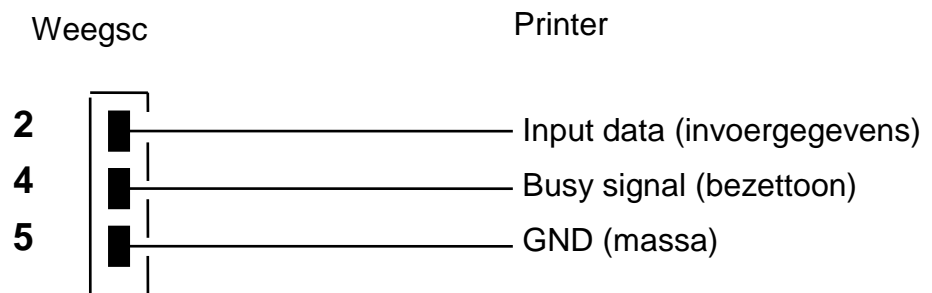 Weegsc Printer
2 Input data (invoergegevens)
4 Busy signal (bezettoon)
5 GND (massa)